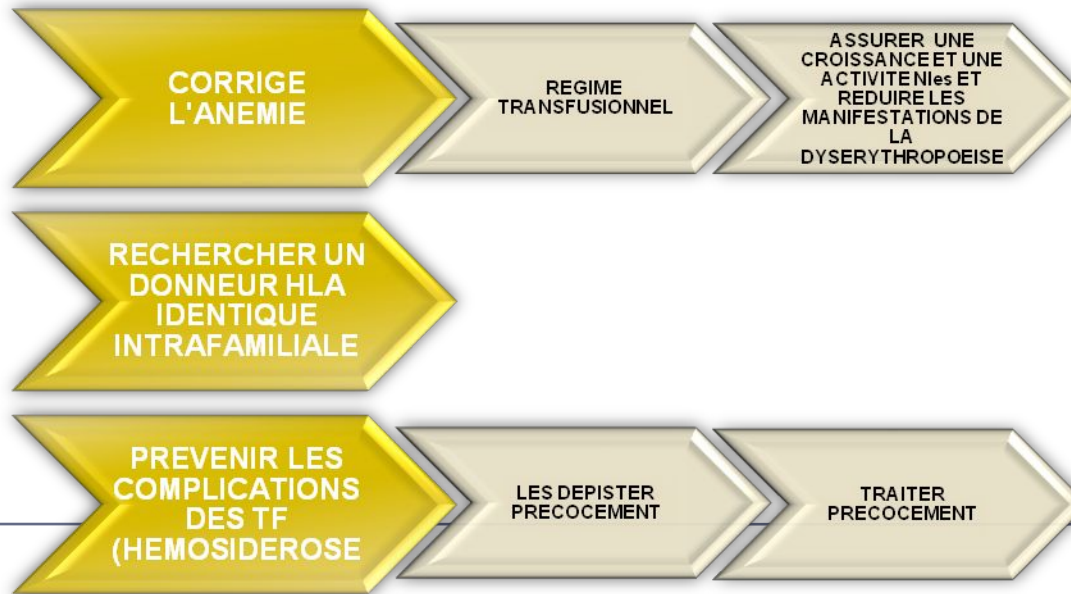 CORRIGE
L'ANEMIE
REGIME
TRANSFUSIONNEL
ASSURER UNE
CROISSANCE ET UNE
ACTIVITE Nles ET
REDUIRE LES
MANIFESTATIONS DE
LA
DYSERYTHROPOEISE
RECHERCHER UN
DONNEUR HLA
IDENTIQUE
INTRAFAMILIALE
PREVENIR LES
COMPLICATIONS
DES TF
(HEMOSIDEROSE
LES DEPISTER
PRECOCEMENT
TRAITER
PRECOCEMENT